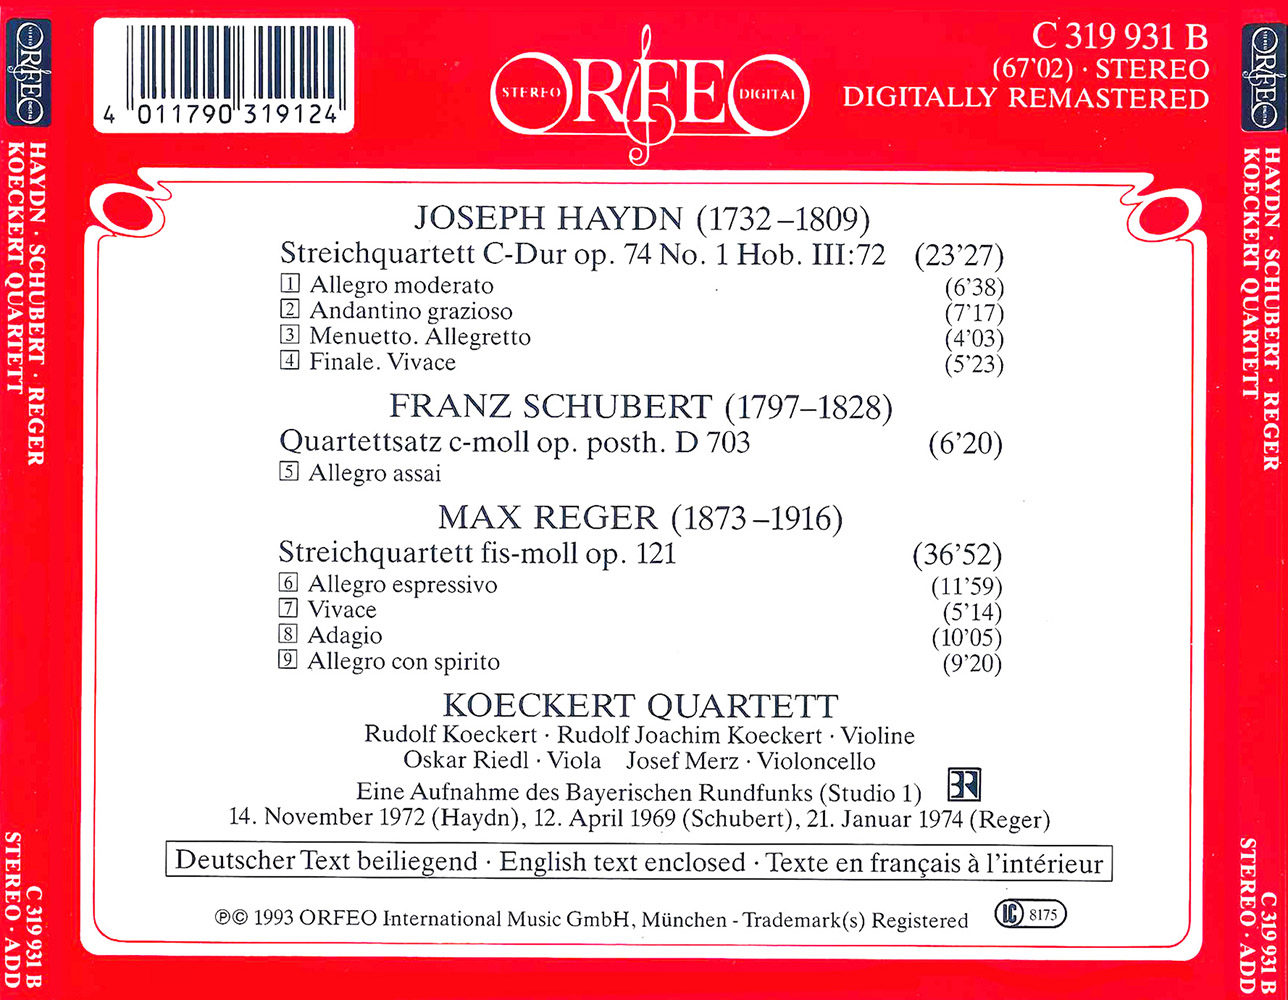 C 319 931 B
(67'02) · STEREO
DIGITALLY REMASTERED
STEREO ORFEO DIGITAL
4 011790 319124
JOSEPH HAYDN (1732–1809)
Streichquartett C-Dur op. 74 No. 1 Hob. III:72 (23'27)
1 Allegro moderato (6'38)
2 Andantino grazioso (7'17)
3 Menuetto. Allegretto (4'03)
4 Finale. Vivace (5'23)
FRANZ SCHUBERT (1797–1828)
Quartettsatz c-moll op. posth. D 703 (6'20)
5 Allegro assai
MAX REGER (1873–1916)
Streichquartett fis-moll op. 121 (36'52)
6 Allegro espressivo (11'59)
7 Vivace (5'14)
8 Adagio (10'05)
9 Allegro con spirito (9'20)
KOECKERT QUARTETT
Rudolf Koeckert · Rudolf Joachim Koeckert · Violine
Oskar Riedl · Viola Josef Merz · Violoncello
Eine Aufnahme des Bayerischen Rundfunks (Studio 1) BR
14. November 1972 (Haydn), 12. April 1969 (Schubert), 21. Januar 1974 (Reger)
Deutscher Text beiliegend · English text enclosed · Texte en français à l'intérieur
℗© 1993 ORFEO International Music GmbH, München - Trademark(s) Registered LC 8175
STEREO ORFEO DIGITAL
HAYDN · SCHUBERT · REGER
KOECKERT QUARTETT
C 319 931 B
STEREO · ADD
STEREO ORFEO DIGITAL
HAYDN · SCHUBERT · REGER
KOECKERT QUARTETT
C 319 931 B
STEREO · ADD